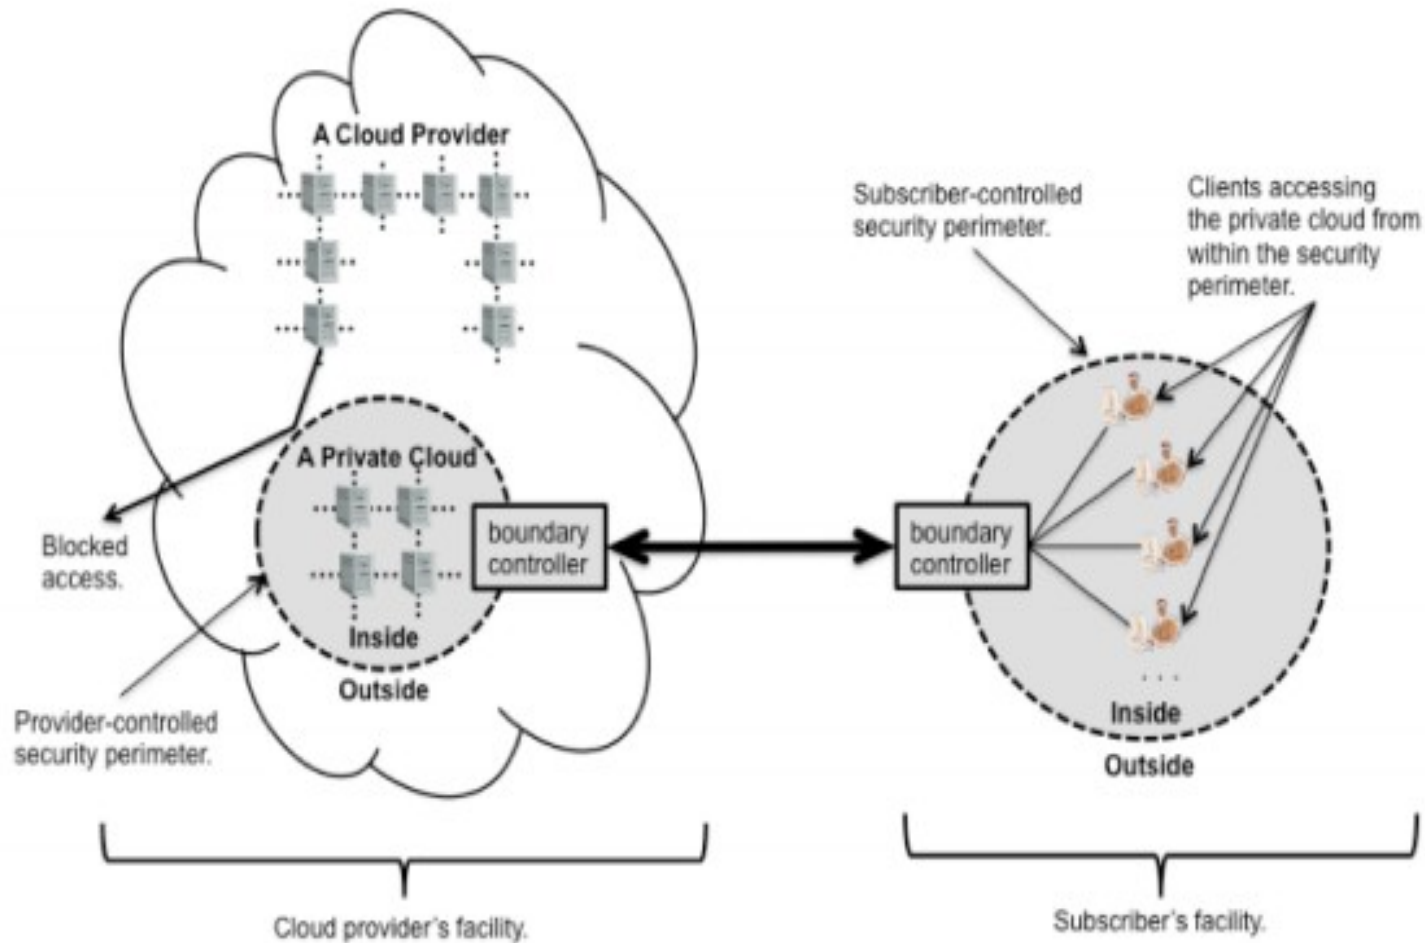 A Cloud Provider
Subscriber-controlled
security perimeter.
Clients accessing
the private cloud from
within the security
perimeter.
A Private Cloud
boundary
controller
boundary
controller
Blocked
access.
Inside
Outside
Provider-controlled
security perimeter.
. . .
Inside
Outside
Cloud provider's facility.
Subscriber's facility.